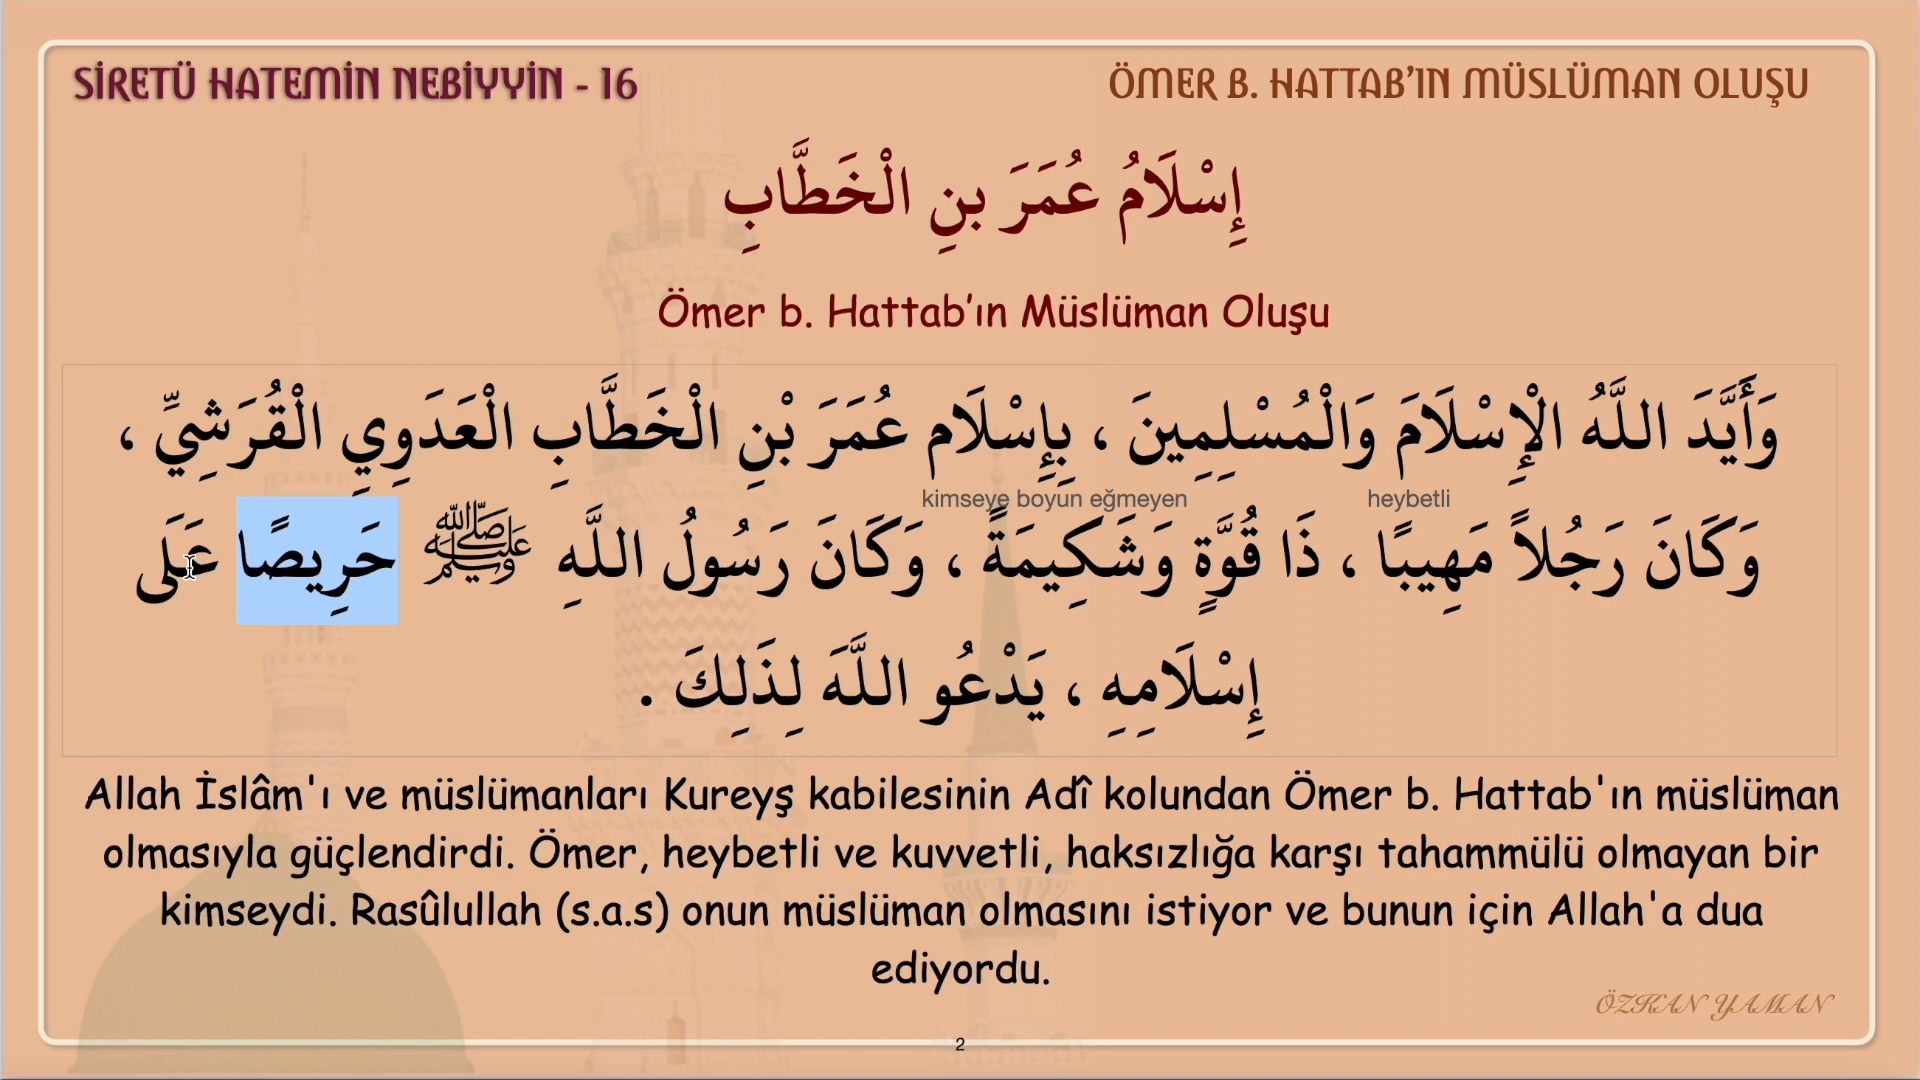 SİRETÜ HATEMİN NEBİYYİN - 16
ÖMER B. HATTAB’IN MÜSLÜMAN OLUŞU
إِسْلَامُ عُمَرَ بنِ الْخَطَّابِ
Ömer b. Hattab’ın Müslüman Oluşu
وَأَيَّدَ اللَّهُ الْإِسْلَامَ وَالْمُسْلِمِينَ ، بِإِسْلَام عُمَرَ بْنِ الْخَطَّابِ الْعَدَوِيِ الْقُرَشِيِّ ،
kimseye boyun eğmeyen heybetli
وَكَانَ رَجُلاً مَهِيبًا ، ذَا قُوَّةٍ وَشَكِيمَةً ، وَكَانَ رَسُولُ اللَّهِ ﷺ حَرِيصًا عَلَى
إِسْلَامِهِ ، يَدْعُو اللَّهَ لِذَلِكَ .
Allah İslâm'ı ve müslümanları Kureyş kabilesinin Adî kolundan Ömer b. Hattab'ın müslüman
olmasıyla güçlendirdi. Ömer, heybetli ve kuvvetli, haksızlığa karşı tahammülü olmayan bir
kimseydi. Rasûlullah (s.a.s) onun müslüman olmasını istiyor ve bunun için Allah'a dua
ediyordu.
ÖZKAN YAMAN
2